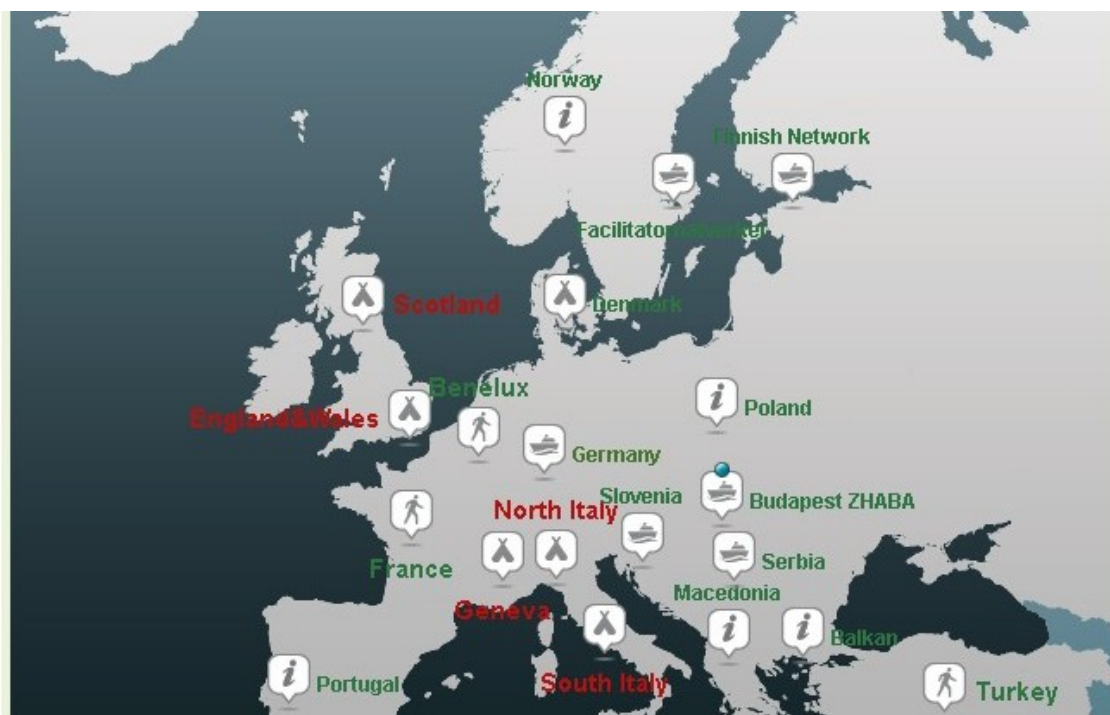 Norway
Finnish Network
Scotland
Denmark
Benelux
England&Wales
Poland
Germany
Slovenia
North Italy
Budapest ZHABA
France
Serbia
Macedonia
Geneva
Balkan
Portugal
South Italy
Turkey